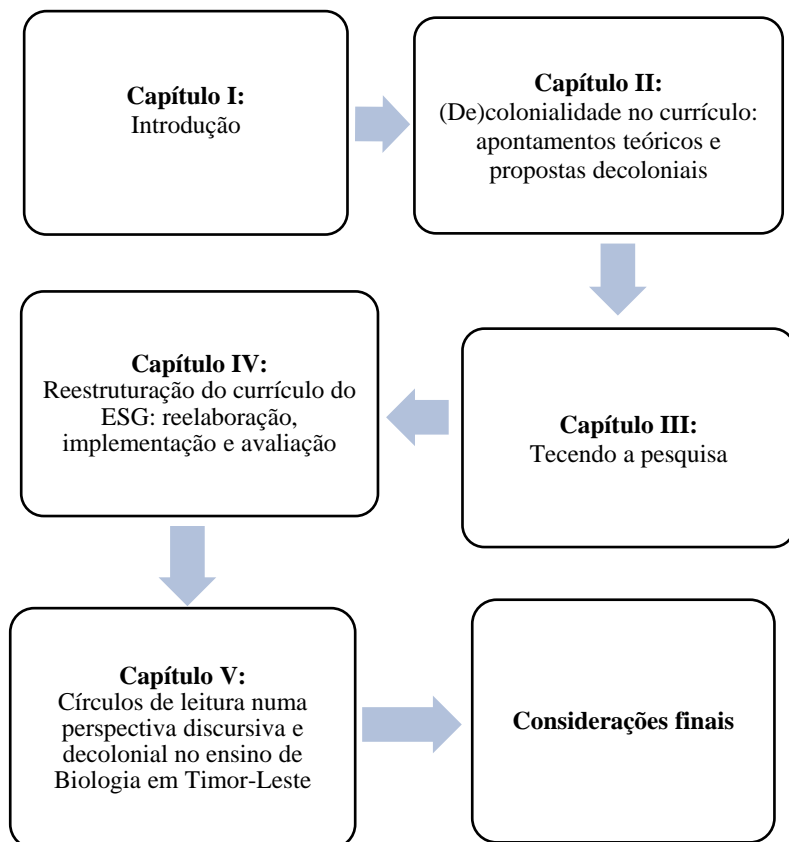 Capítulo I:
Introdução
Capítulo II:
(De)colonialidade no currículo:
apontamentos teóricos e
propostas decoloniais
Capítulo III:
Tecendo a pesquisa
Capítulo IV:
Reestruturação do currículo do
ESG: reelaboração,
implementação e avaliação
Capítulo V:
Círculos de leitura numa
perspectiva discursiva e
decolonial no ensino de
Biologia em Timor-Leste
Considerações finais